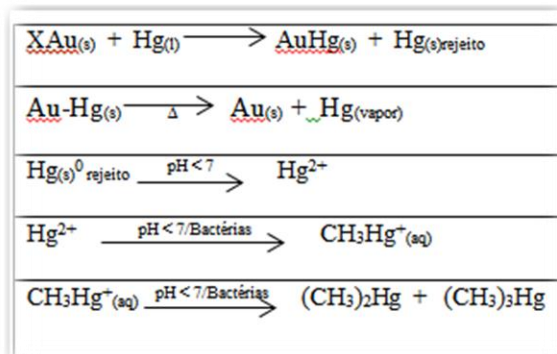 XAu(s) + Hg(l) ⟶ AuHg(s) + Hg(s)rejeito
Au-Hg(s) ⟶ Δ Au(s) + Hg(vapor)
Hg(s)⁰ rejeito ⟶ pH < 7 Hg²⁺
Hg²⁺ ⟶ pH < 7/Bactérias CH₃Hg⁺(aq)
CH₃Hg⁺(aq) ⟶ pH < 7/Bactérias (CH₃)₂Hg + (CH₃)₃Hg